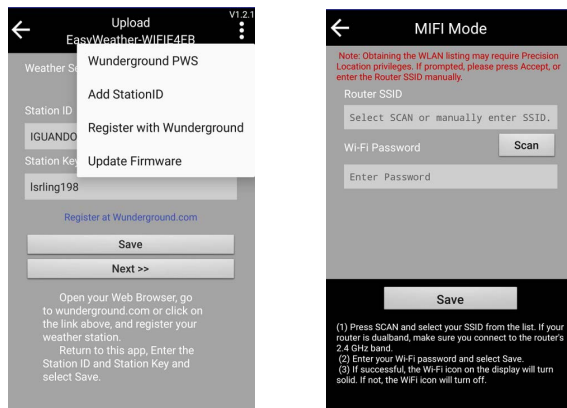 V1.2.1
Upload
EasyWeather-WIFIE4FB
Wunderground PWS
Add StationID
Register with Wunderground
Update Firmware
Weather Se
Station ID
IGUANDO
Station Key
lsrling198
Register at Wunderground.com
Save
Next >>
Open your Web Browser, go
to wunderground.com or click on
the link above, and register your
weather station.
Return to this app, Enter the
Station ID and Station Key and
select Save.
MIFI Mode
Note: Obtaining the WLAN listing may require Precision
Location privileges. If prompted, please press Accept, or
enter the Router SSID manually.
Router SSID
Select SCAN or manually enter SSID.
Wi-Fi Password
Scan
Enter Password
Save
(1) Press SCAN and select your SSID from the list. If your
router is dualband, make sure you connect to the router's
2.4 GHz band.
(2) Enter your Wi-Fi password and select Save.
(3) If successful, the Wi-Fi icon on the display will turn
solid. If not, the WiFi icon will turn off.